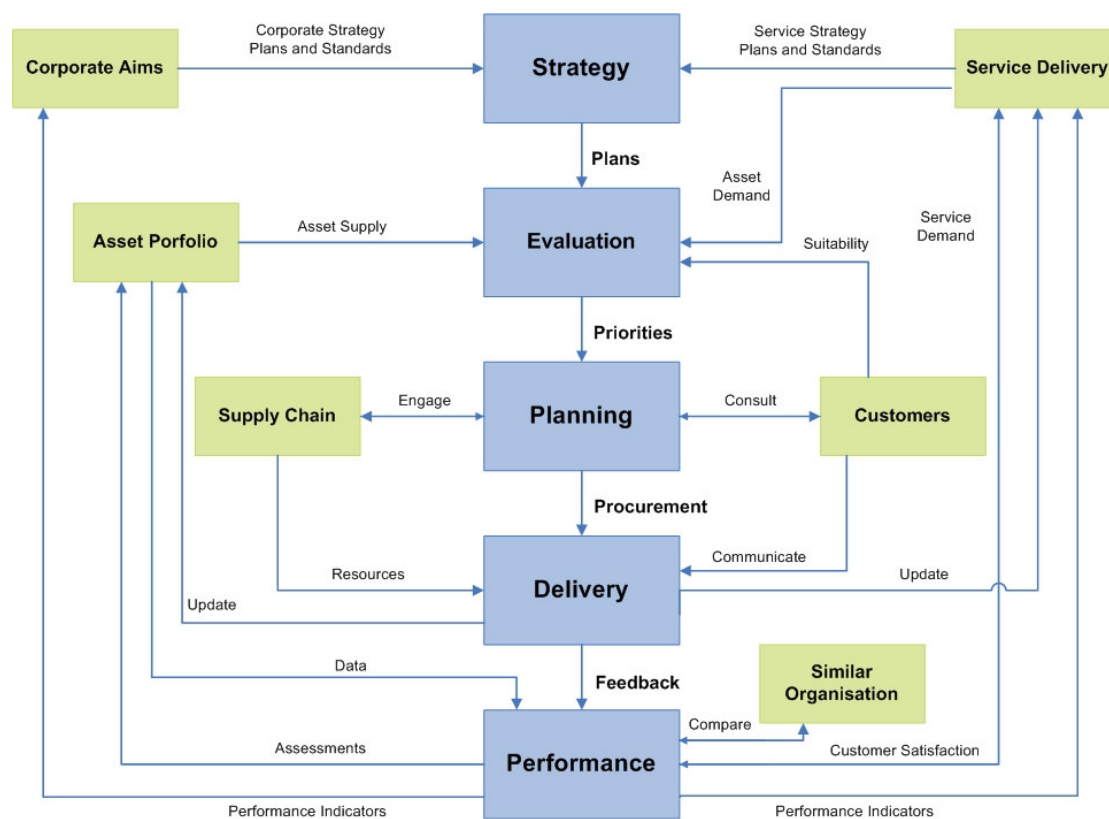 Corporate Strategy
Plans and Standards
Service Strategy
Plans and Standards
Corporate Aims
Strategy
Service Delivery
Plans
Asset
Demand
Service
Demand
Asset Porfolio
Asset Supply
Evaluation
Suitability
Priorities
Supply Chain
Engage
Planning
Consult
Customers
Procurement
Resources
Delivery
Communicate
Update
Update
Data
Feedback
Similar
Organisation
Compare
Assessments
Performance
Customer Satisfaction
Performance Indicators
Performance Indicators